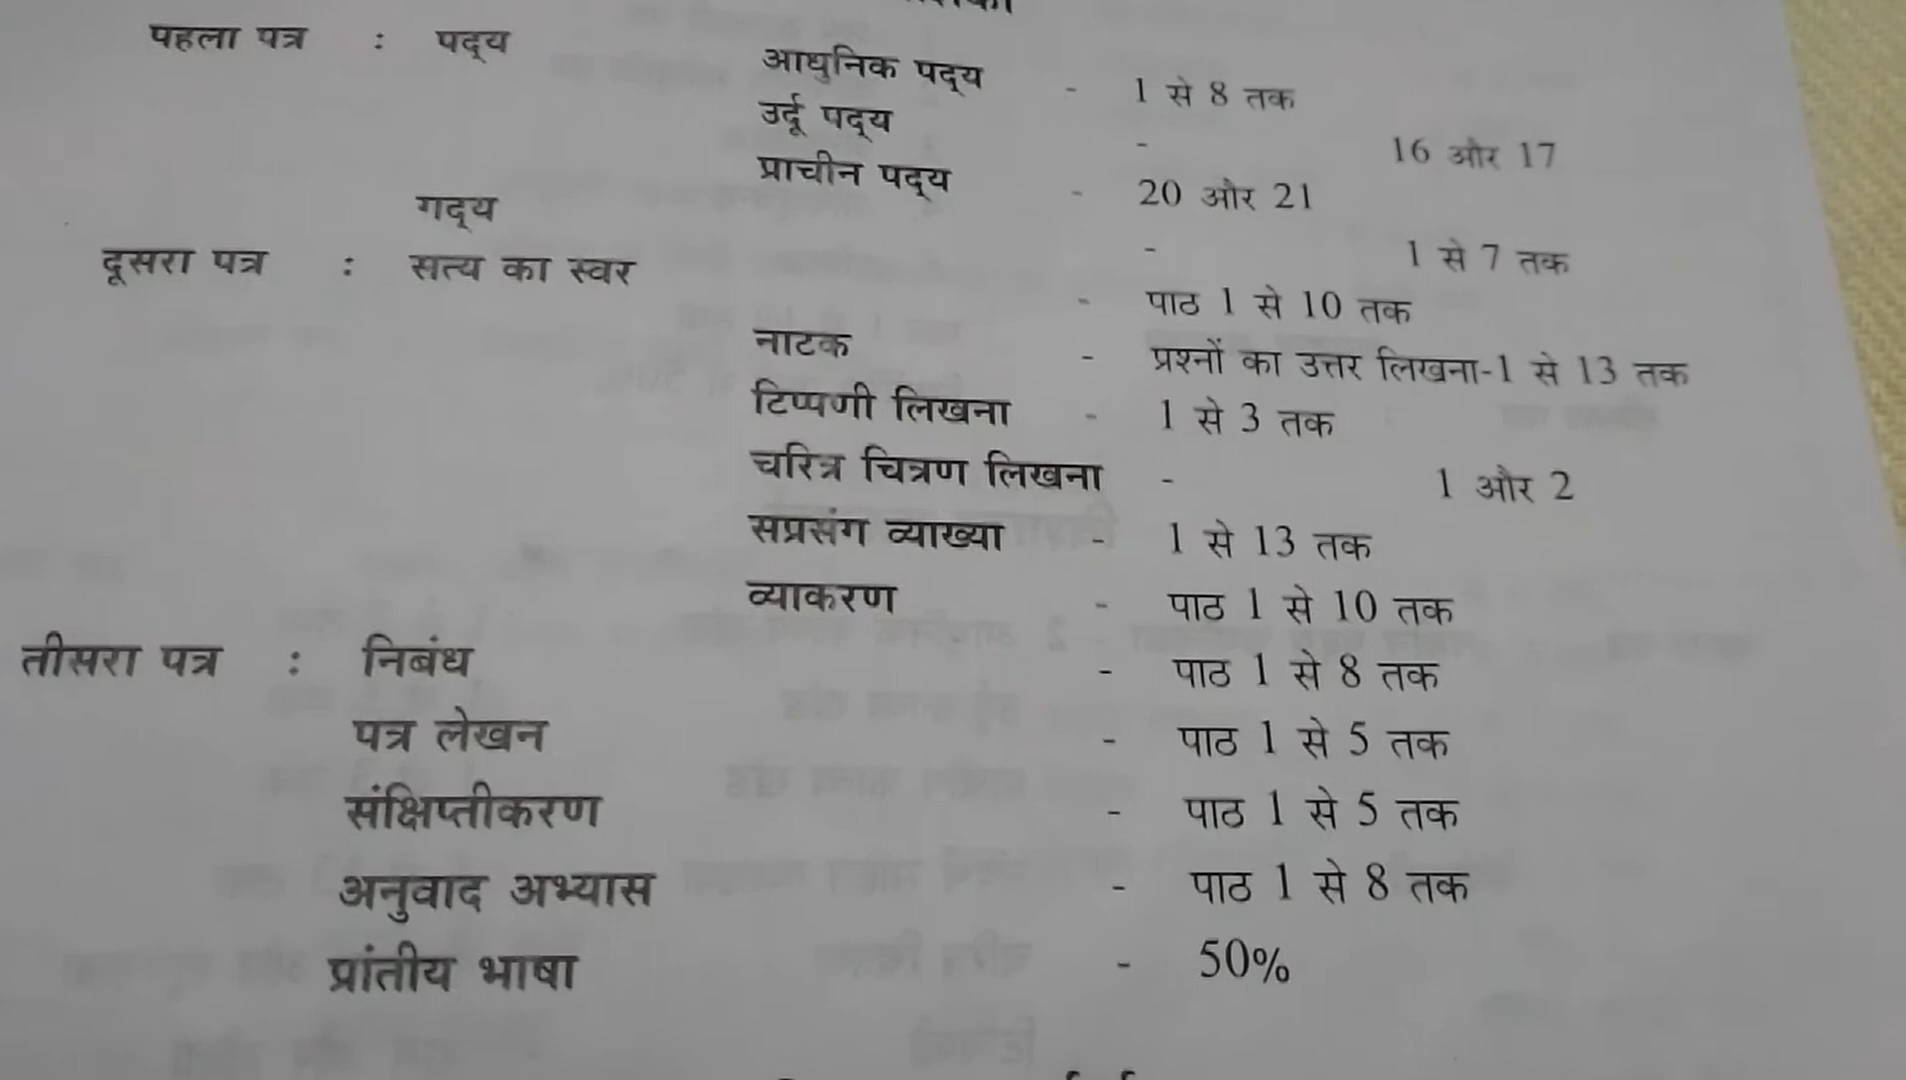 पहला पत्र : पद्य
आधुनिक पद्य - 1 से 8 तक
उर्दू पद्य - 16 और 17
प्राचीन पद्य - 20 और 21
गद्य - 1 से 7 तक
दूसरा पत्र : सत्य का स्वर - पाठ 1 से 10 तक
नाटक - प्रश्नों का उत्तर लिखना-1 से 13 तक
टिप्पणी लिखना - 1 से 3 तक
चरित्र चित्रण लिखना - 1 और 2
सप्रसंग व्याख्या - 1 से 13 तक
व्याकरण - पाठ 1 से 10 तक
तीसरा पत्र : निबंध - पाठ 1 से 8 तक
पत्र लेखन - पाठ 1 से 5 तक
संक्षिप्तीकरण - पाठ 1 से 5 तक
अनुवाद अभ्यास - पाठ 1 से 8 तक
प्रांतीय भाषा - 50%